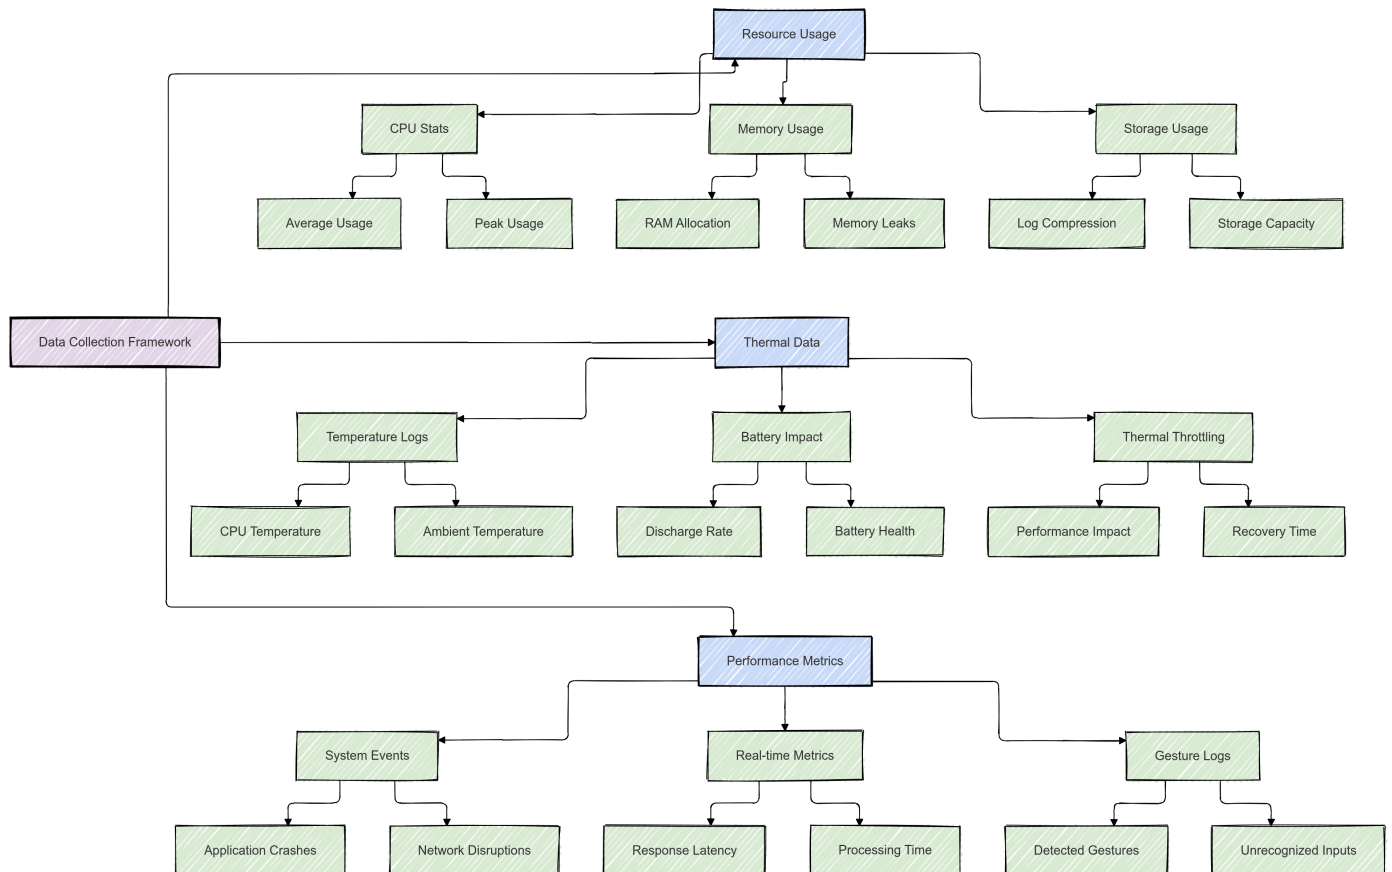 Resource Usage
CPU Stats
Memory Usage
Storage Usage
Average Usage
Peak Usage
RAM Allocation
Memory Leaks
Log Compression
Storage Capacity
Data Collection Framework
Thermal Data
Temperature Logs
Battery Impact
Thermal Throttling
CPU Temperature
Ambient Temperature
Discharge Rate
Battery Health
Performance Impact
Recovery Time
Performance Metrics
System Events
Real-time Metrics
Gesture Logs
Application Crashes
Network Disruptions
Response Latency
Processing Time
Detected Gestures
Unrecognized Inputs